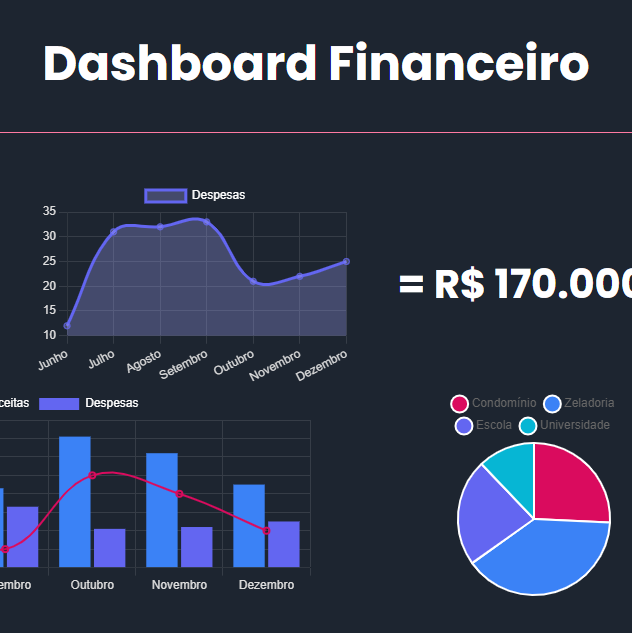 Dashboard Financeiro
Despesas
35
30
25
20
15
10
Junho Julho Agosto Setembro Outubro Novembro Dezembro
= R$ 170.000
ceitas Despesas
embro Outubro Novembro Dezembro
Condomínio Zeladoria
Escola Universidade